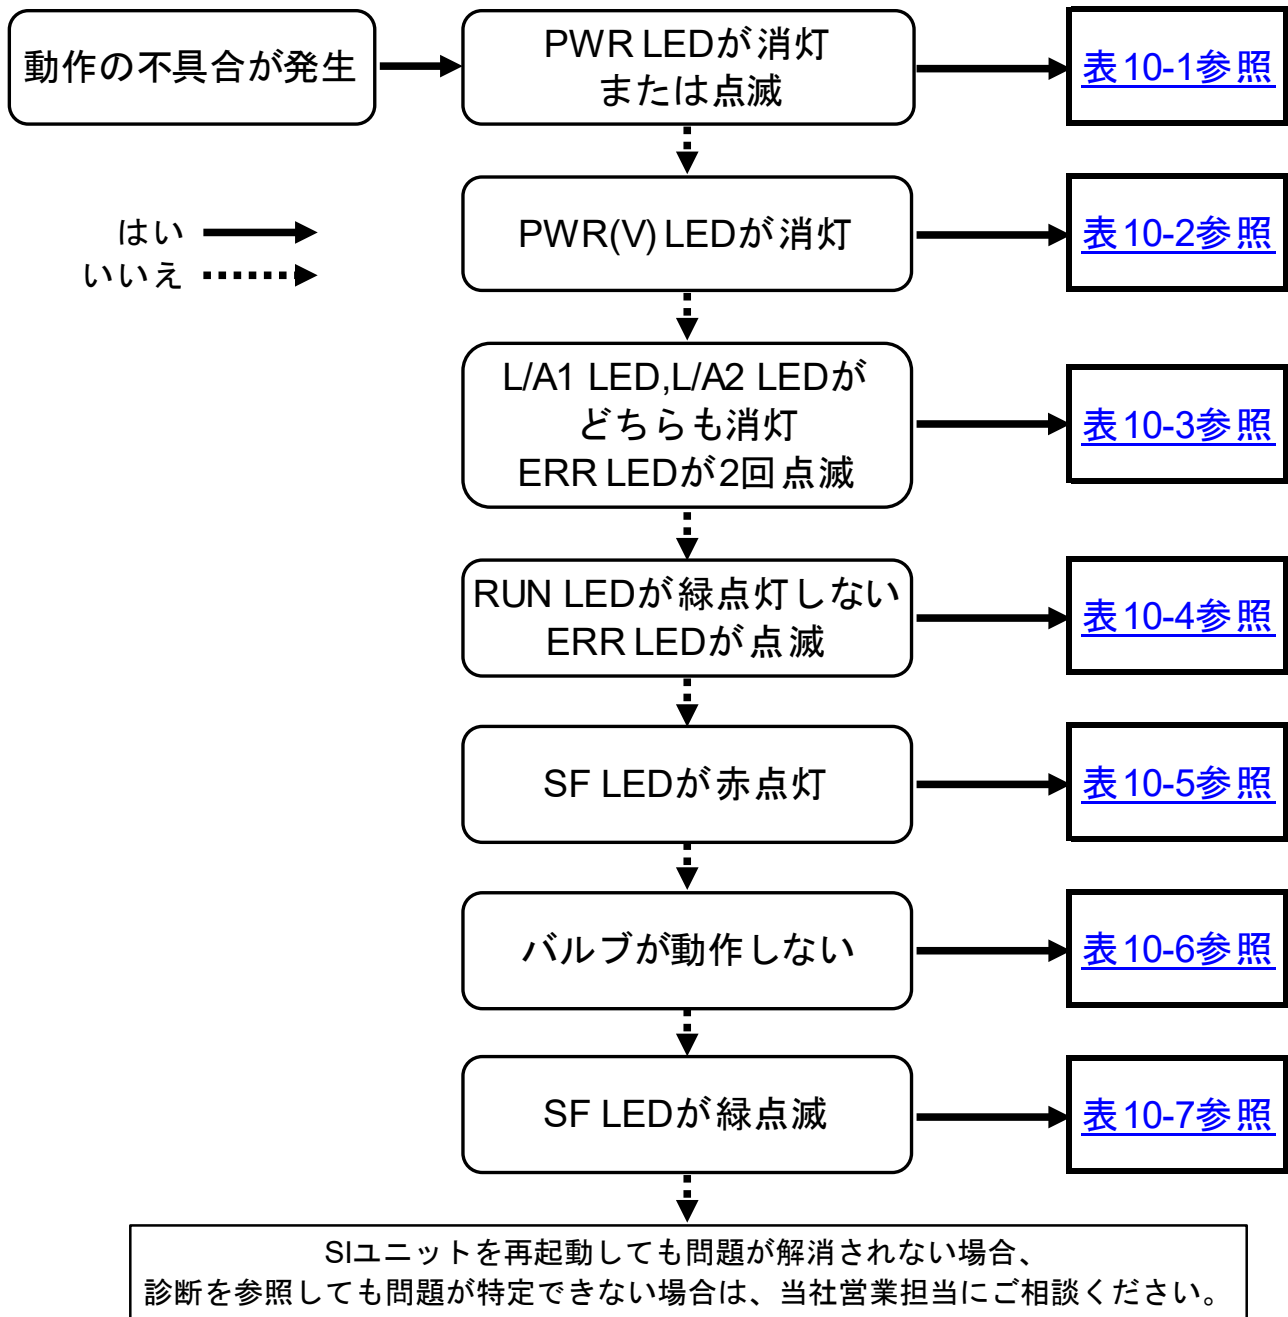 動作の不具合が発生
PWR LEDが消灯
または点滅
表10-1参照
はい
いいえ
PWR(V) LEDが消灯
表10-2参照
L/A1 LED,L/A2 LEDが
どちらも消灯
ERR LEDが2回点滅
表10-3参照
RUN LEDが緑点灯しない
ERR LEDが点滅
表10-4参照
SF LEDが赤点灯
表10-5参照
バルブが動作しない
表10-6参照
SF LEDが緑点滅
表10-7参照
SIユニットを再起動しても問題が解消されない場合、
診断を参照しても問題が特定できない場合は、当社営業担当にご相談ください。